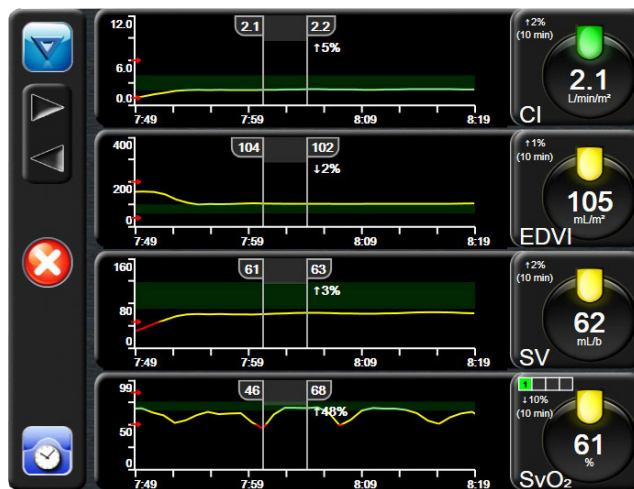 12.0
6.0
0.0
2.1 2.2
↑5%
7:49 7:59 8:09 8:19
↑2%
(10 min)
2.1
L/min/m²
CI
400
200
0
104 102
↓2%
7:49 7:59 8:09 8:19
↑1%
(10 min)
105
mL/m²
EDVI
160
80
0
61 63
↑3%
7:49 7:59 8:09 8:19
↑2%
(10 min)
62
mL/b
SV
99
50
0
46 68
↑48%
7:49 7:59 8:09 8:19
1
↓10%
(10 min)
61
%
SvO₂